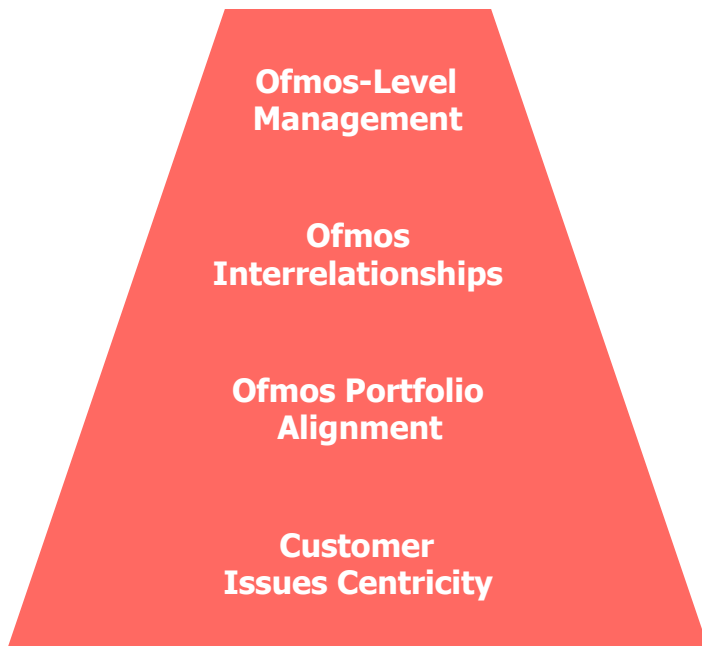 Ofmos-Level
Management
Ofmos
Interrelationships
Ofmos Portfolio
Alignment
Customer
Issues Centricity